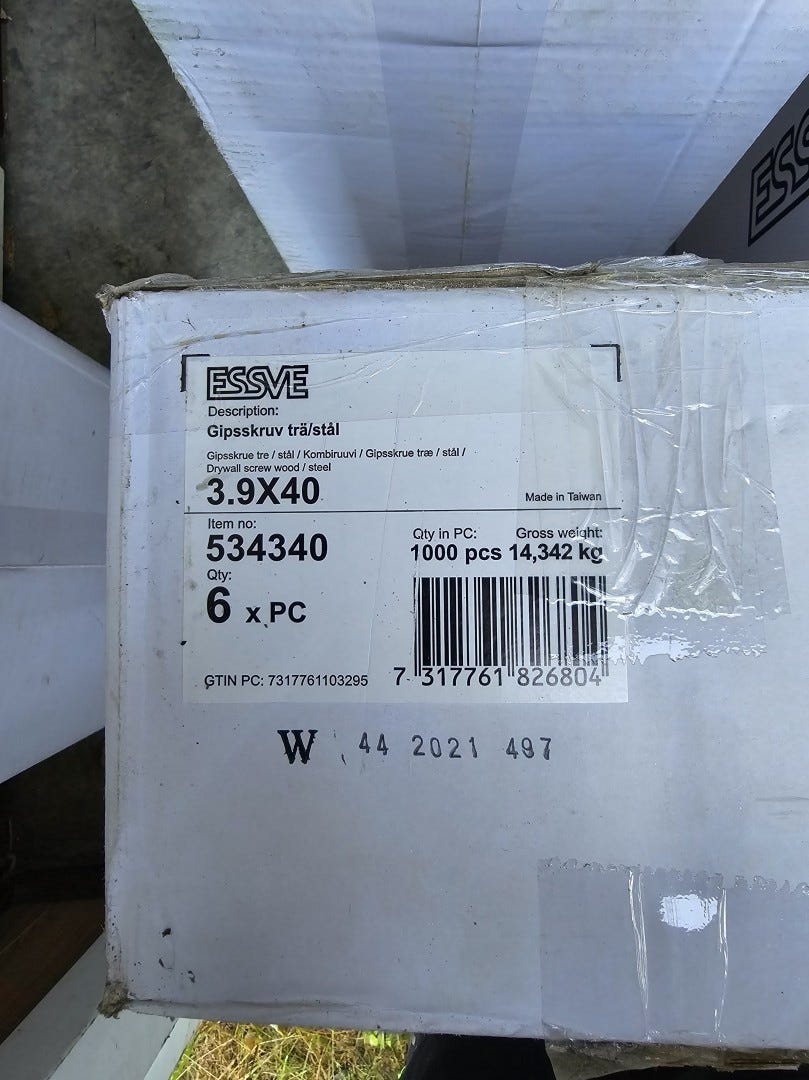 ESSVE
ESSVE
Description:
Gipsskruv trä/stål
Gipsskrue tre / stål / Kombiruuvi / Gipsskrue træ / stål /
Drywall screw wood / steel
3.9X40
Made in Taiwan
Item no:
534340
Qty in PC: Gross weight:
1000 pcs 14,342 kg
Qty:
6 x PC
GTIN PC: 7317761103295
7 317761 826804
W 44 2021 497